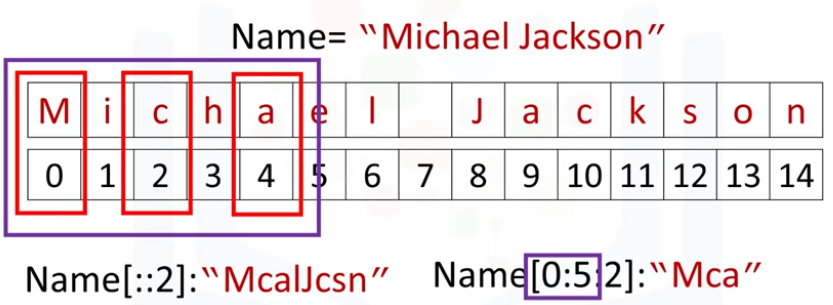 Name= “Michael Jackson”
M i c h a e l J a c k s o n
0 1 2 3 4 5 6 7 8 9 10 11 12 13 14
Name[::2]:“McalJcsn” Name[0:5:2]:“Mca”